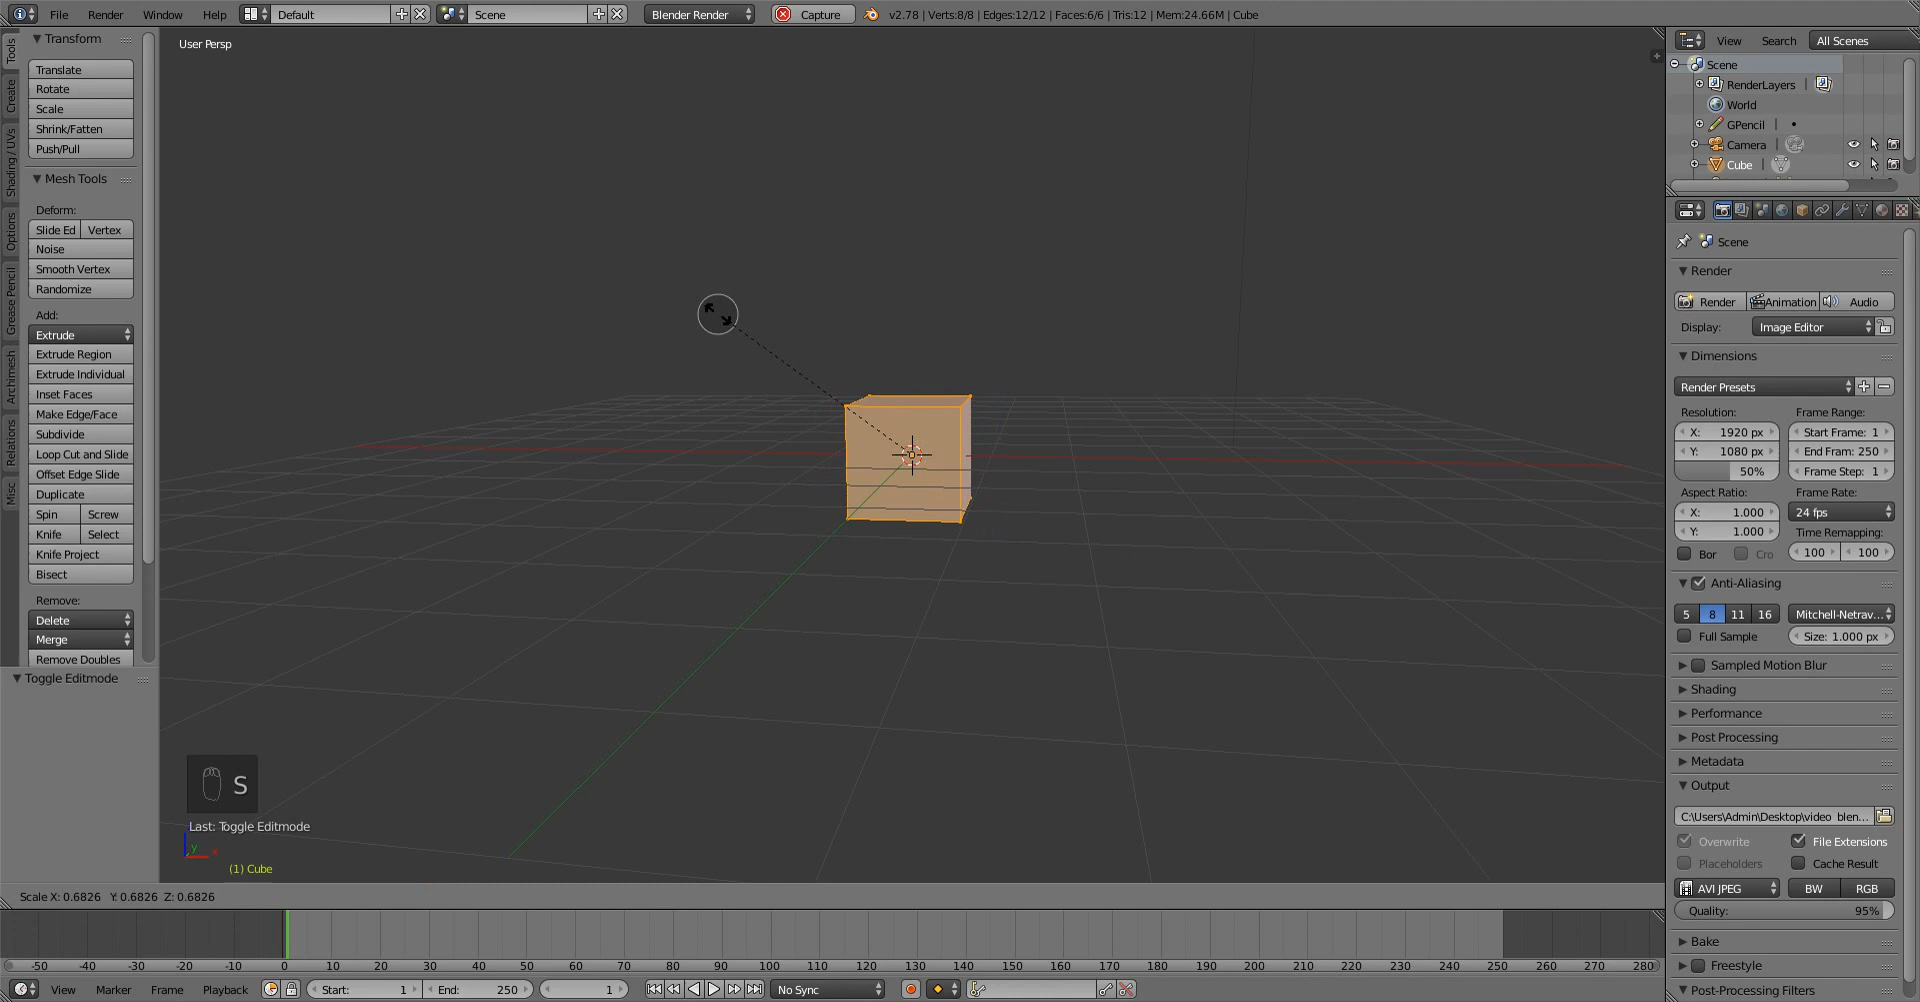 File Render Window Help Default Scene Blender Render Capture v2.78 | Verts:8/8 | Edges:12/12 | Faces:6/6 | Tris:12 | Mem:24.66M | Cube
Tools
Create
Shading / UVs
Options
Grease Pencil
Archimesh
Relations
Misc
Transform
Translate
Rotate
Scale
Shrink/Fatten
Push/Pull
Mesh Tools
Deform:
Slide Ed Vertex
Noise
Smooth Vertex
Randomize
Add:
Extrude
Extrude Region
Extrude Individual
Inset Faces
Make Edge/Face
Subdivide
Loop Cut and Slide
Offset Edge Slide
Duplicate
Spin Screw
Knife Select
Knife Project
Bisect
Remove:
Delete
Merge
Remove Doubles
Toggle Editmode
User Persp
S
Last: Toggle Editmode
y x
(1) Cube
Scale X: 0.6826 Y: 0.6826 Z: 0.6826
View Search All Scenes
Scene
RenderLayers |
World
GPencil |
Camera |
Cube |
Scene
Render
Render Animation Audio
Display: Image Editor
Dimensions
Render Presets
Resolution: Frame Range:
X: 1920 px Start Frame: 1
Y: 1080 px End Fram: 250
50% Frame Step: 1
Aspect Ratio: Frame Rate:
X: 1.000 24 fps
Y: 1.000 Time Remapping:
Bor Cro 100 100
Anti-Aliasing
5 8 11 16 Mitchell-Netrav...
Full Sample Size: 1.000 px
Sampled Motion Blur
Shading
Performance
Post Processing
Metadata
Output
C:\Users\Admin\Desktop\video_blen...
Overwrite File Extensions
Placeholders Cache Result
AVI JPEG BW RGB
Quality: 95%
Bake
Freestyle
Post-Processing Filters
-50 -40 -30 -20 -10 0 10 20 30 40 50 60 70 80 90 100 110 120 130 140 150 160 170 180 190 200 210 220 230 240 250 260 270 280
View Marker Frame Playback Start: 1 End: 250 1 No Sync